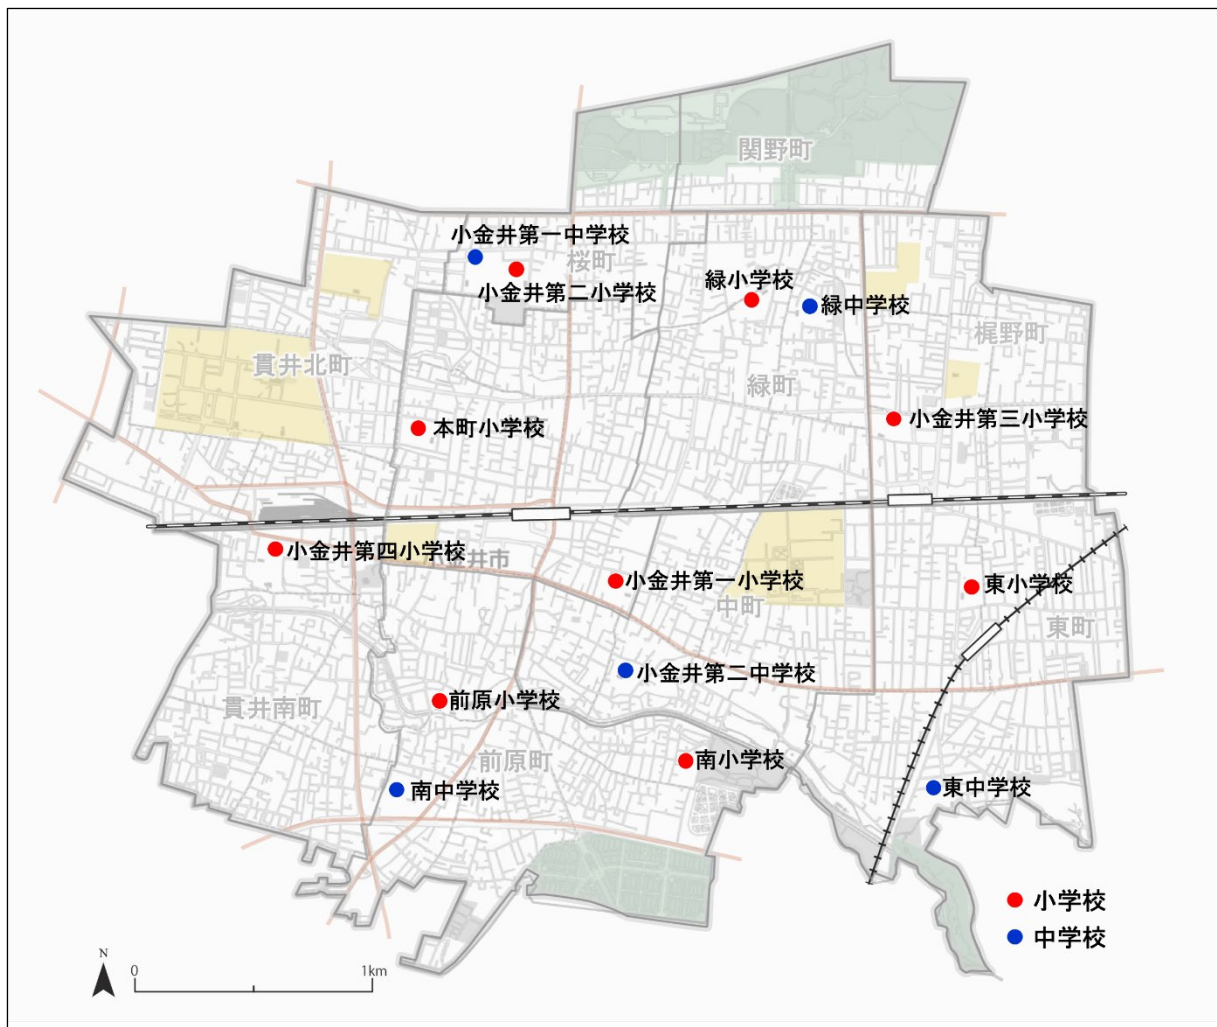 関野町
小金井第一中学校
桜町
小金井第二小学校
緑小学校
緑中学校
梶野町
貫井北町
緑町
小金井第三小学校
本町小学校
小金井第四小学校
小金井市
小金井第一小学校
東小学校
中町
東町
小金井第二中学校
前原小学校
貫井南町
前原町
南小学校
南中学校
東中学校
小学校
中学校
N
0
1km